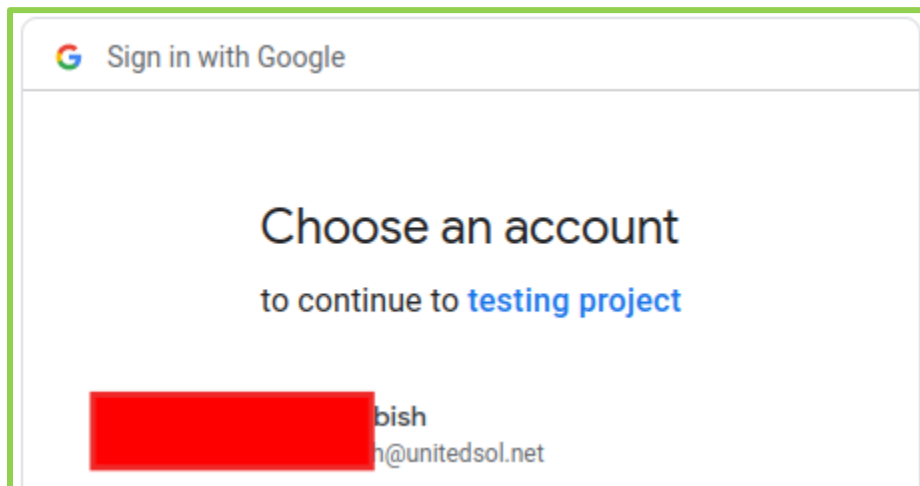 Sign in with Google
Choose an account
to continue to testing project
bish
h@unitedsol.net